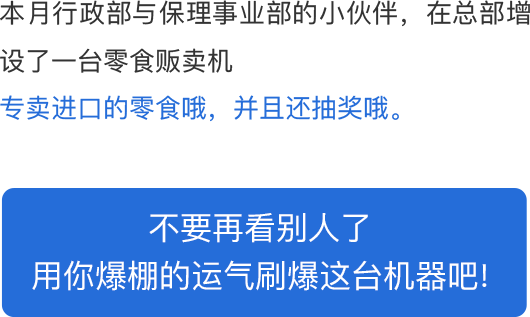 本月行政部与保理事业部的小伙伴，在总部增
设了一台零食贩卖机
专卖进口的零食哦，并且还抽奖哦。
不要再看别人了
用你爆棚的运气刷爆这台机器吧!